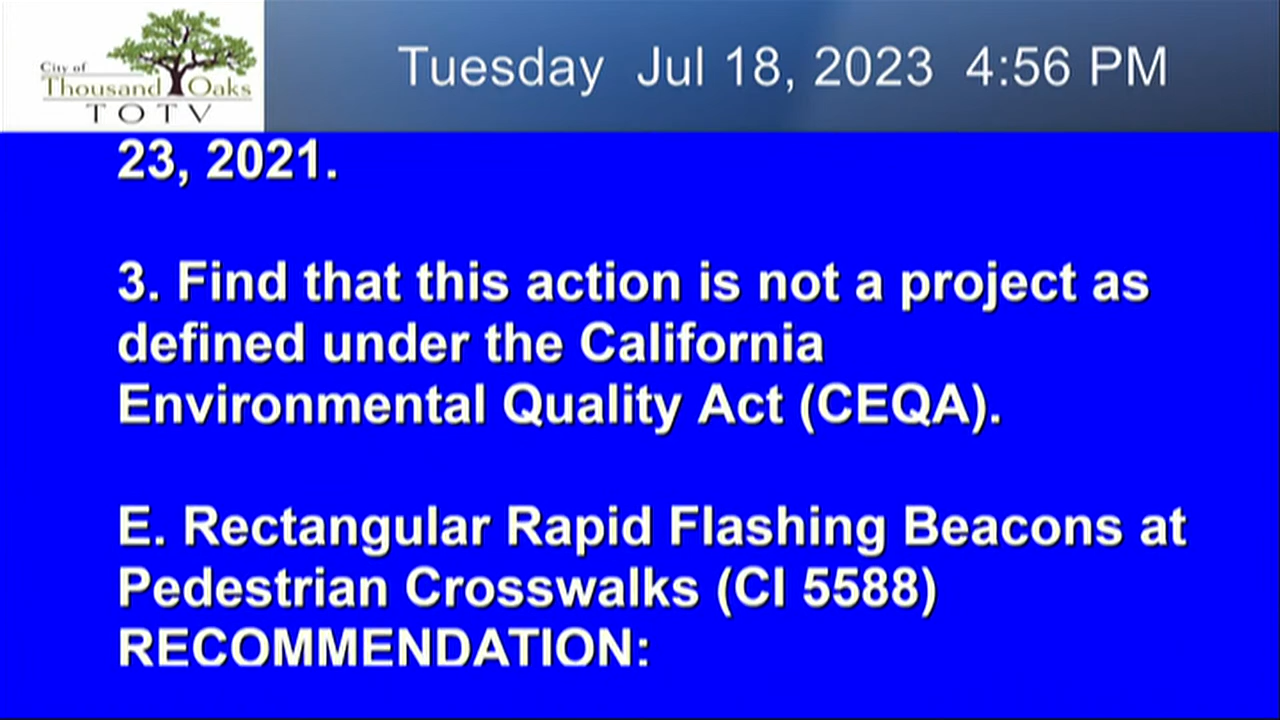 City of
Thousand Oaks
TOTV
Tuesday Jul 18, 2023 4:56 PM
23, 2021.
3. Find that this action is not a project as
defined under the California
Environmental Quality Act (CEQA).
E. Rectangular Rapid Flashing Beacons at
Pedestrian Crosswalks (CI 5588)
RECOMMENDATION: